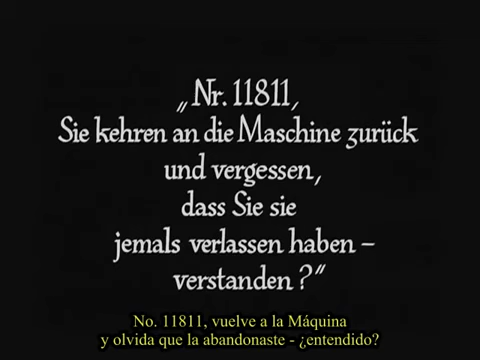 „Nr. 11811,
Sie kehren an die Maschine zurück
und vergessen,
dass Sie sie
jemals verlassen haben –
verstanden?“
No. 11811, vuelve a la Máquina
y olvida que la abandonaste - ¿entendido?